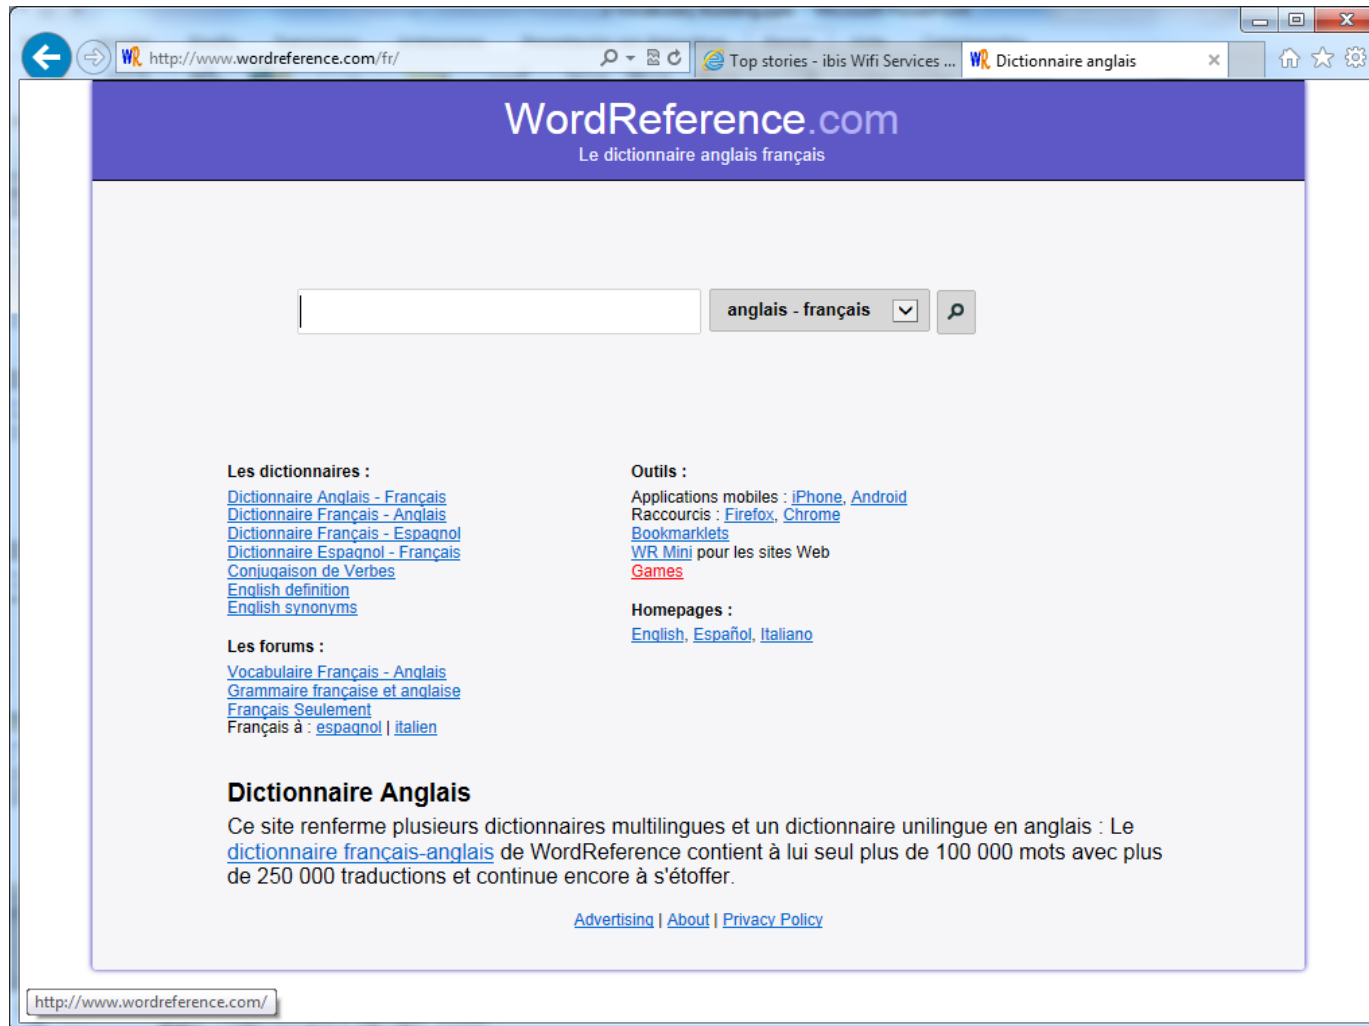 http://www.wordreference.com/fr/
Top stories - ibis Wifi Services ...
WR Dictionnaire anglais
WordReference.com
Le dictionnaire anglais français
anglais - français
Les dictionnaires :
Dictionnaire Anglais - Français
Dictionnaire Français - Anglais
Dictionnaire Français - Espagnol
Dictionnaire Espagnol - Français
Conjugaison de Verbes
English definition
English synonyms
Les forums :
Vocabulaire Français - Anglais
Grammaire française et anglaise
Français Seulement
Français à : espagnol | italien
Outils :
Applications mobiles : iPhone, Android
Raccourcis : Firefox, Chrome
Bookmarklets
WR Mini pour les sites Web
Games
Homepages :
English, Español, Italiano
Dictionnaire Anglais
Ce site renferme plusieurs dictionnaires multilingues et un dictionnaire unilingue en anglais : Le
dictionnaire français-anglais de WordReference contient à lui seul plus de 100 000 mots avec plus
de 250 000 traductions et continue encore à s'étoffer.
Advertising | About | Privacy Policy
http://www.wordreference.com/